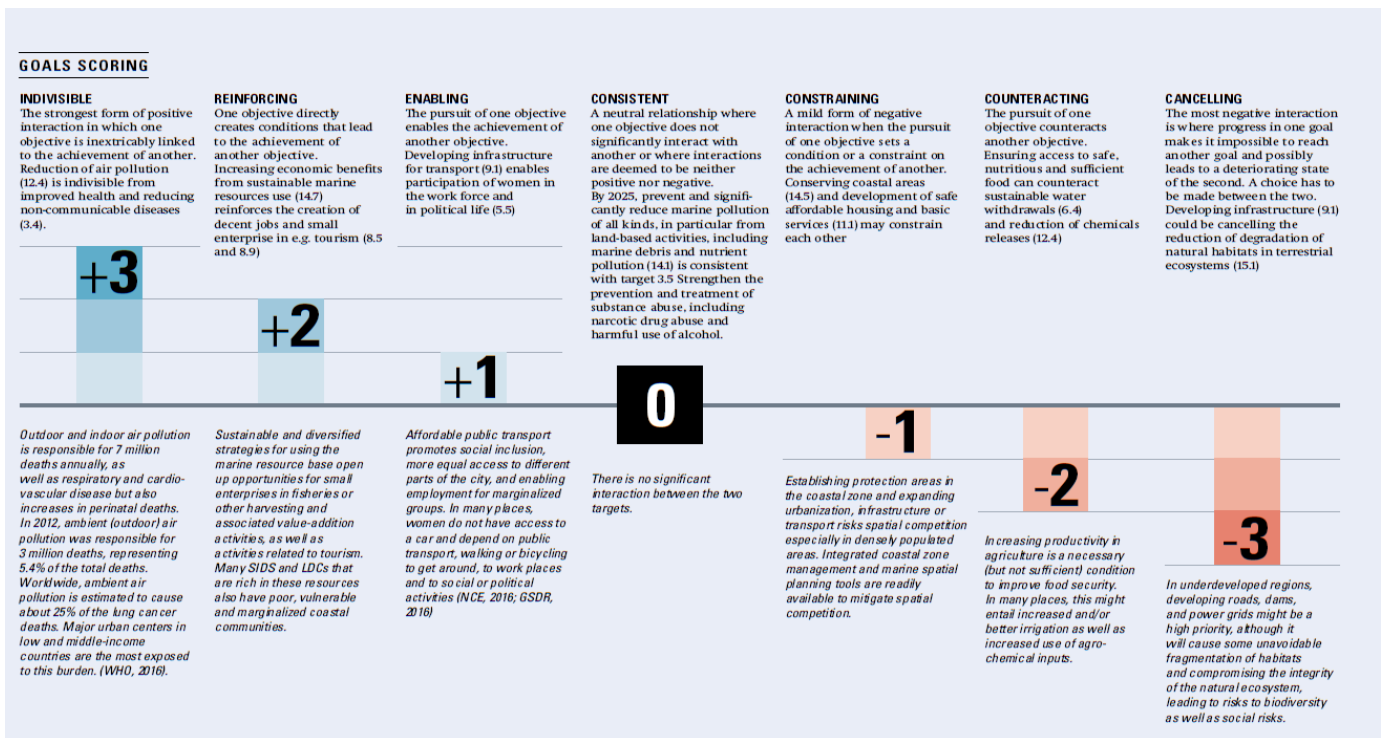 GOALS SCORING
INDIVISIBLE
The strongest form of positive
interaction in which one
objective is inextricably linked
to the achievement of another.
Reduction of air pollution
(12.4) is indivisible from
improved health and reducing
non-communicable diseases
(3.4).
+3
Outdoor and indoor air pollution
is responsible for 7 million
deaths annually, as
well as respiratory and cardio-
vascular disease but also
increases in perinatal deaths.
In 2012, ambient (outdoor) air
pollution was responsible for
3 million deaths, representing
5.4% of the total deaths.
Worldwide, ambient air
pollution is estimated to cause
about 25% of the lung cancer
deaths. Major urban centers in
low and middle-income
countries are the most exposed
to this burden. (WHO, 2016).
REINFORCING
One objective directly
creates conditions that lead
to the achievement of
another objective.
Increasing economic benefits
from sustainable marine
resources use (14.7)
reinforces the creation of
decent jobs and small
enterprise in e.g. tourism (8.5
and 8.9)
+2
Sustainable and diversified
strategies for using the
marine resource base open
up opportunities for small
enterprises in fisheries or
other harvesting and
associated value-addition
activities, as well as
activities related to tourism.
Many SIDS and LDCs that
are rich in these resources
also have poor, vulnerable
and marginalized coastal
communities.
ENABLING
The pursuit of one objective
enables the achievement of
another objective.
Developing infrastructure
for transport (9.1) enables
participation of women in
the work force and
in political life (5.5)
+1
Affordable public transport
promotes social inclusion,
more equal access to different
parts of the city, and enabling
employment for marginalized
groups. In many places,
women do not have access to
a car and depend on public
transport, walking or bicycling
to get around, to work places
and to social or political
activities (NCE, 2016; GSDR,
2016)
CONSISTENT
A neutral relationship where
one objective does not
significantly interact with
another or where interactions
are deemed to be neither
positive nor negative.
By 2025, prevent and signifi-
cantly reduce marine pollution
of all kinds, in particular from
land-based activities, including
marine debris and nutrient
pollution (14.1) is consistent
with target 3.5 Strengthen the
prevention and treatment of
substance abuse, including
narcotic drug abuse and
harmful use of alcohol.
0
There is no significant
interaction between the two
targets.
CONSTRAINING
A mild form of negative
interaction when the pursuit
of one objective sets a
condition or a constraint on
the achievement of another.
Conserving coastal areas
(14.5) and development of safe
affordable housing and basic
services (11.1) may constrain
each other
-1
Establishing protection areas in
the coastal zone and expanding
urbanization, infrastructure or
transport risks spatial competition
especially in densely populated
areas. Integrated coastal zone
management and marine spatial
planning tools are readily
available to mitigate spatial
competition.
COUNTERACTING
The pursuit of one
objective counteracts
another objective.
Ensuring access to safe,
nutritious and sufficient
food can counteract
sustainable water
withdrawals (6.4)
and reduction of chemicals
releases (12.4)
-2
Increasing productivity in
agriculture is a necessary
(but not sufficient) condition
to improve food security.
In many places, this might
entail increased and/or
better irrigation as well as
increased use of agro-
chemical inputs.
CANCELLING
The most negative interaction
is where progress in one goal
makes it impossible to reach
another goal and possibly
leads to a deteriorating state
of the second. A choice has to
be made between the two.
Developing infrastructure (9.1)
could be cancelling the
reduction of degradation of
natural habitats in terrestrial
ecosystems (15.1)
-3
In underdeveloped regions,
developing roads, dams,
and power grids might be a
high priority, although it
will cause some unavoidable
fragmentation of habitats
and compromising the integrity
of the natural ecosystem,
leading to risks to biodiversity
as well as social risks.